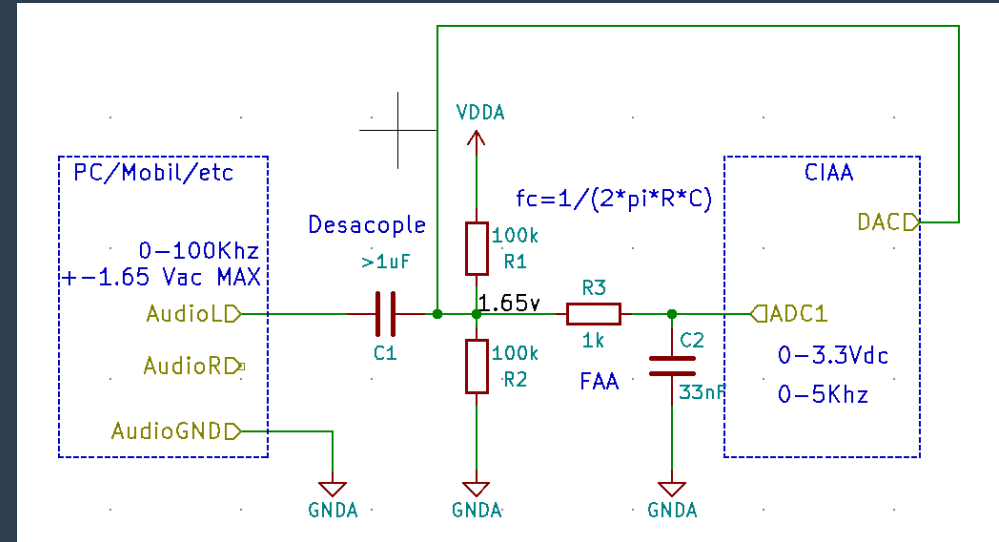 VDDA
PC/Mobil/etc
CIAA
fc=1/(2*pi*R*C)
DAC
Desacople
100k
R1
0-100Khz
>1uF
+-1.65 Vac MAX
R3
1.65v
AudioL
ADC1
1k
C2
C1
100k
R2
0-3.3Vdc
AudioR
FAA
33nF
0-5Khz
AudioGND
GNDA
GNDA
GNDA